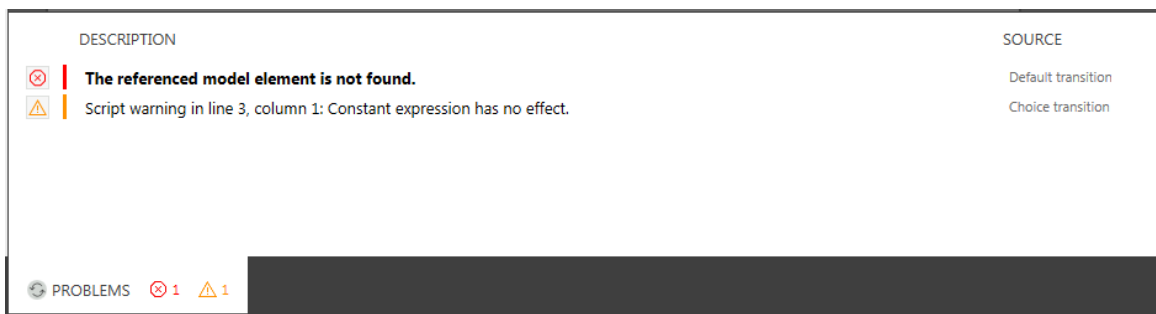 DESCRIPTION SOURCE
The referenced model element is not found. Default transition
Script warning in line 3, column 1: Constant expression has no effect. Choice transition
PROBLEMS 1 1